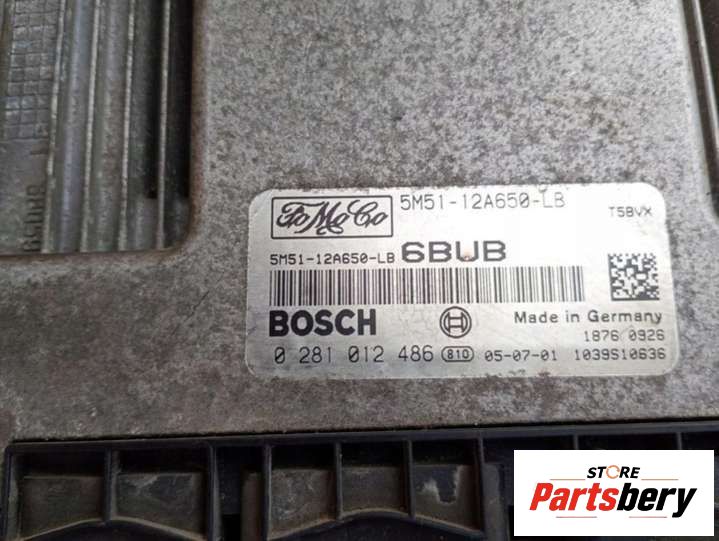 FoMoCo
5M51-12A650-LB
T5BVX
5M51-12A650-LB 6BUB
BOSCH
Made in Germany
1876 0926
0 281 012 486 810 05-07-01 1039S10636
STORE
Partsbery